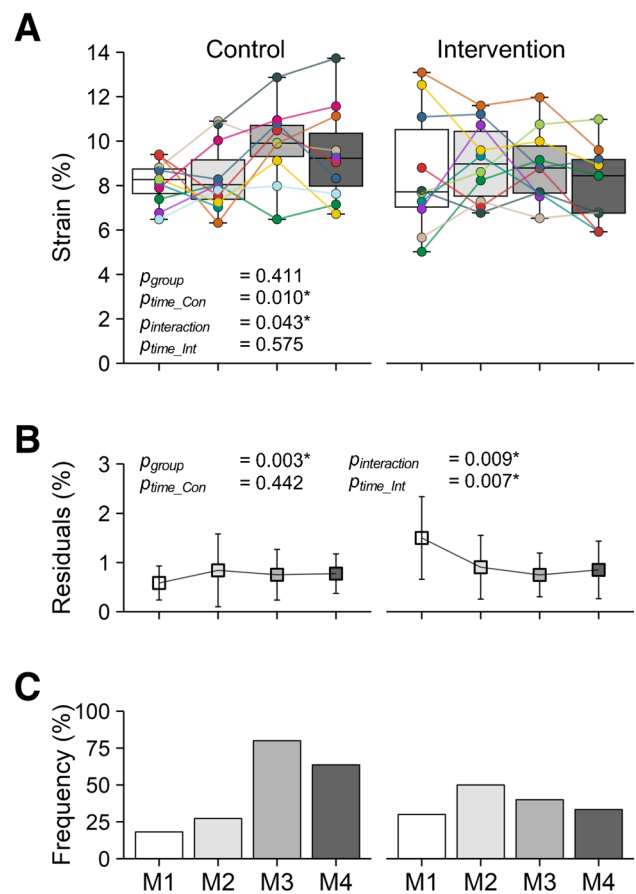 A
Control Intervention
Strain (%)
14
12
10
8
6
4
2
0
pgroup = 0.411
ptime_Con = 0.010*
pinteraction = 0.043*
ptime_Int = 0.575
B
Residuals (%)
3
2
1
0
pgroup = 0.003* pinteraction = 0.009*
ptime_Con = 0.442 ptime_Int = 0.007*
C
Frequency (%)
100
75
50
25
0
M1 M2 M3 M4 M1 M2 M3 M4